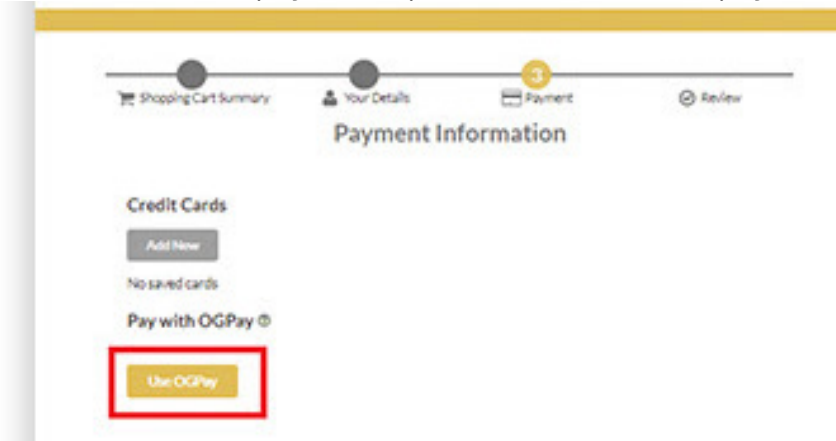 3
Shopping Cart Summary Your Details Payment Review
Payment Information
Credit Cards
Add New
No saved cards
Pay with OGPay
Use OGPay